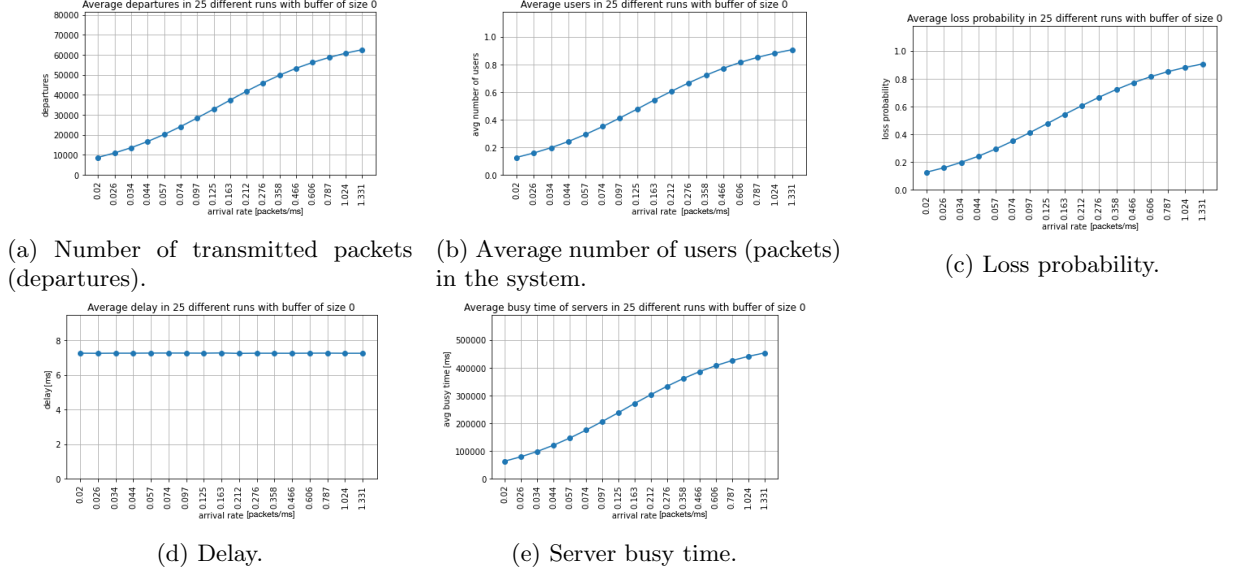 Average departures in 25 different runs with buffer of size 0
80000
70000
60000
50000
40000
30000
20000
10000
0
departures
0.02 0.026 0.034 0.044 0.057 0.074 0.097 0.125 0.163 0.212 0.276 0.358 0.466 0.606 0.787 1.024 1.331
arrival rate [packets/ms]
(a) Number of transmitted packets
(departures).
Average users in 25 different runs with buffer of size 0
1.0
0.8
0.6
0.4
0.2
0.0
avg number of users
0.02 0.026 0.034 0.044 0.057 0.074 0.097 0.125 0.163 0.212 0.276 0.358 0.466 0.606 0.787 1.024 1.331
arrival rate [packets/ms]
(b) Average number of users (packets)
in the system.
Average loss probability in 25 different runs with buffer of size 0
1.0
0.8
0.6
0.4
0.2
0.0
loss probability
0.02 0.026 0.034 0.044 0.057 0.074 0.097 0.125 0.163 0.212 0.276 0.358 0.466 0.606 0.787 1.024 1.331
arrival rate [packets/ms]
(c) Loss probability.
Average delay in 25 different runs with buffer of size 0
8
6
4
2
0
delay [ms]
0.02 0.026 0.034 0.044 0.057 0.074 0.097 0.125 0.163 0.212 0.276 0.358 0.466 0.606 0.787 1.024 1.331
arrival rate [packets/ms]
(d) Delay.
Average busy time of servers in 25 different runs with buffer of size 0
500000
400000
300000
200000
100000
0
avg busy time [ms]
0.02 0.026 0.034 0.044 0.057 0.074 0.097 0.125 0.163 0.212 0.276 0.358 0.466 0.606 0.787 1.024 1.331
arrival rate [packets/ms]
(e) Server busy time.